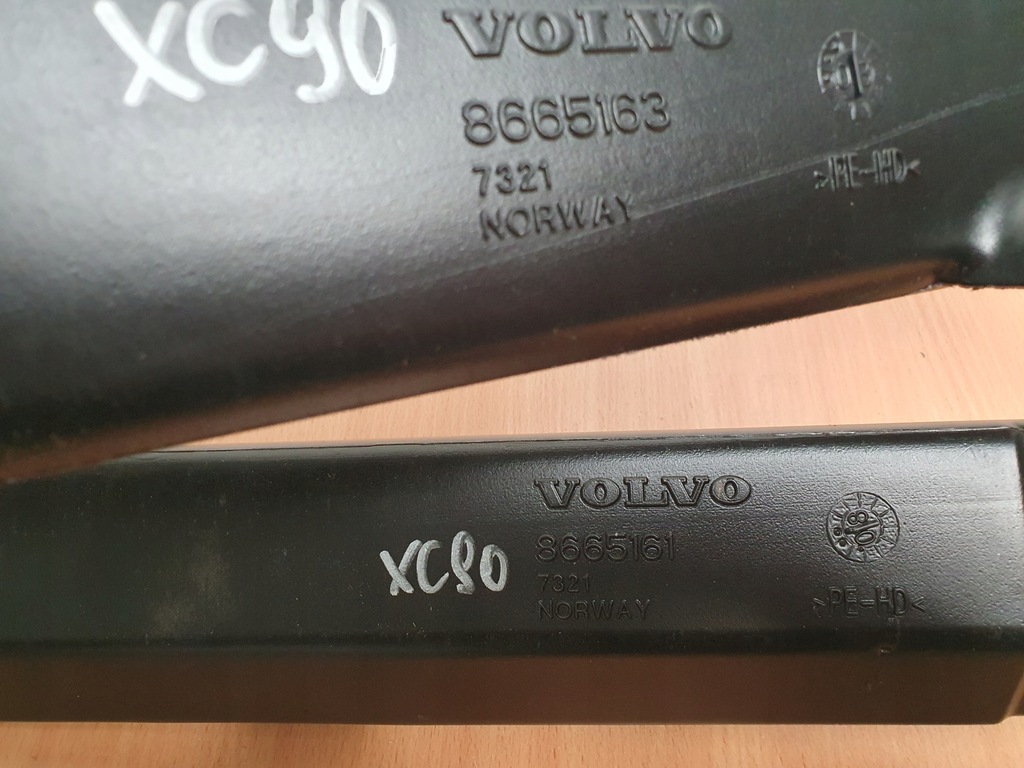 XC90
VOLVO
8665163
7321
NORWAY
>PE-HD<
VOLVO
XC90
8665161
7321
NORWAY
>PE-HD<